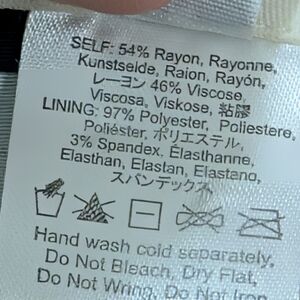 SELF: 54% Rayon, Rayonne,
Kunstseide, Raion, Rayón,
レーヨン 46% Viscose,
Viscosa, Viskose, 粘膠
LINING: 97% Polyester, Poliestere,
Poliéster, ポリエステル,
3% Spandex, Élasthanne,
Elasthan, Elastan, Elastano,
スパンデックス
Hand wash cold separately,
Do Not Bleach, Dry Flat,
Do Not Wring, Do Not Iron